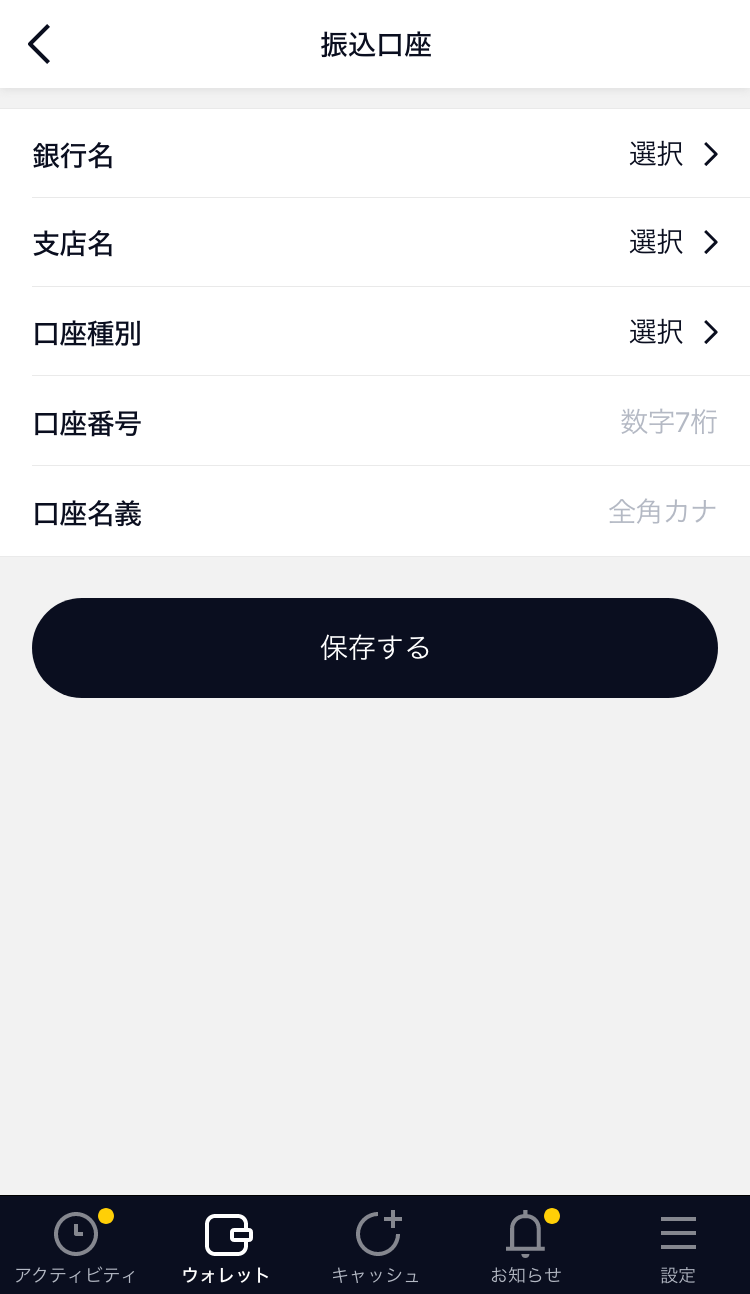 振込口座
銀行名 選択
支店名 選択
口座種別 選択
口座番号 数字7桁
口座名義 全角カナ
保存する
アクティビティ ウォレット キャッシュ お知らせ 設定